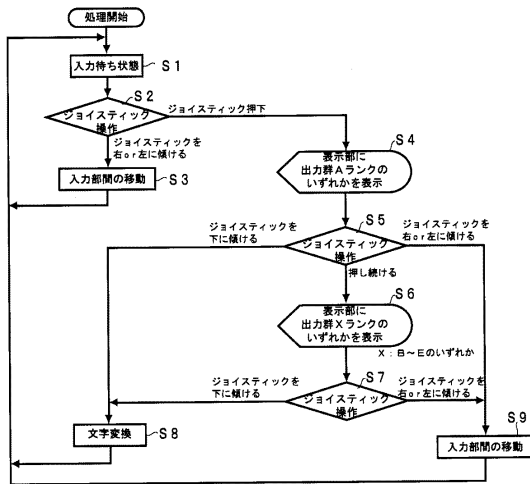 処理開始
入力待ち状態
S1
S2
ジョイスティック
操作
ジョイスティック押下
ジョイスティックを
右or左に傾ける
入力部間の移動
S3
S4
表示部に
出力群Aランクの
いずれかを表示
S5
ジョイスティックを
下に傾ける
ジョイスティック
操作
ジョイスティックを
右or左に傾ける
押し続ける
S6
表示部に
出力群Xランクの
いずれかを表示
X:B~Eのいずれか
S7
ジョイスティックを
下に傾ける
ジョイスティック
操作
ジョイスティックを
右or左に傾ける
文字変換
S8
S9
入力部間の移動